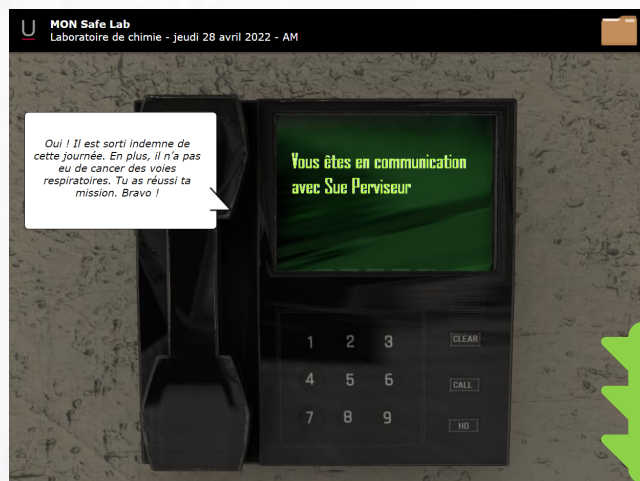 U MON Safe Lab
Laboratoire de chimie - jeudi 28 avril 2022 - AM
Oui ! Il est sorti indemne de
cette journée. En plus, il n'a pas
eu de cancer des voies
respiratoires. Tu as réussi ta
mission. Bravo !
Vous êtes en communication
avec Sue Perviseur
1 2 3 CLEAR
4 5 6 CALL
7 8 9 HD